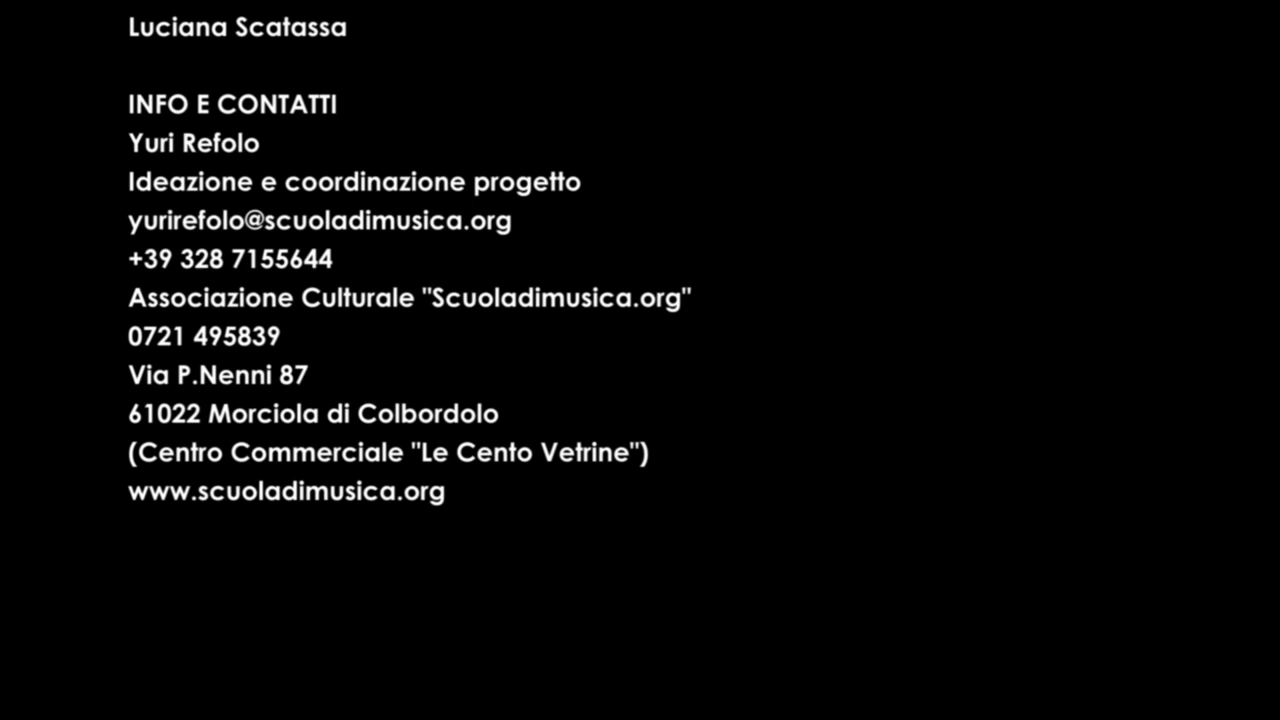 Luciana Scatassa
INFO E CONTATTI
Yuri Refolo
Ideazione e coordinazione progetto
yurirefolo@scuoladimusica.org
+39 328 7155644
Associazione Culturale "Scuoladimusica.org"
0721 495839
Via P.Nenni 87
61022 Morciola di Colbordolo
(Centro Commerciale "Le Cento Vetrine")
www.scuoladimusica.org